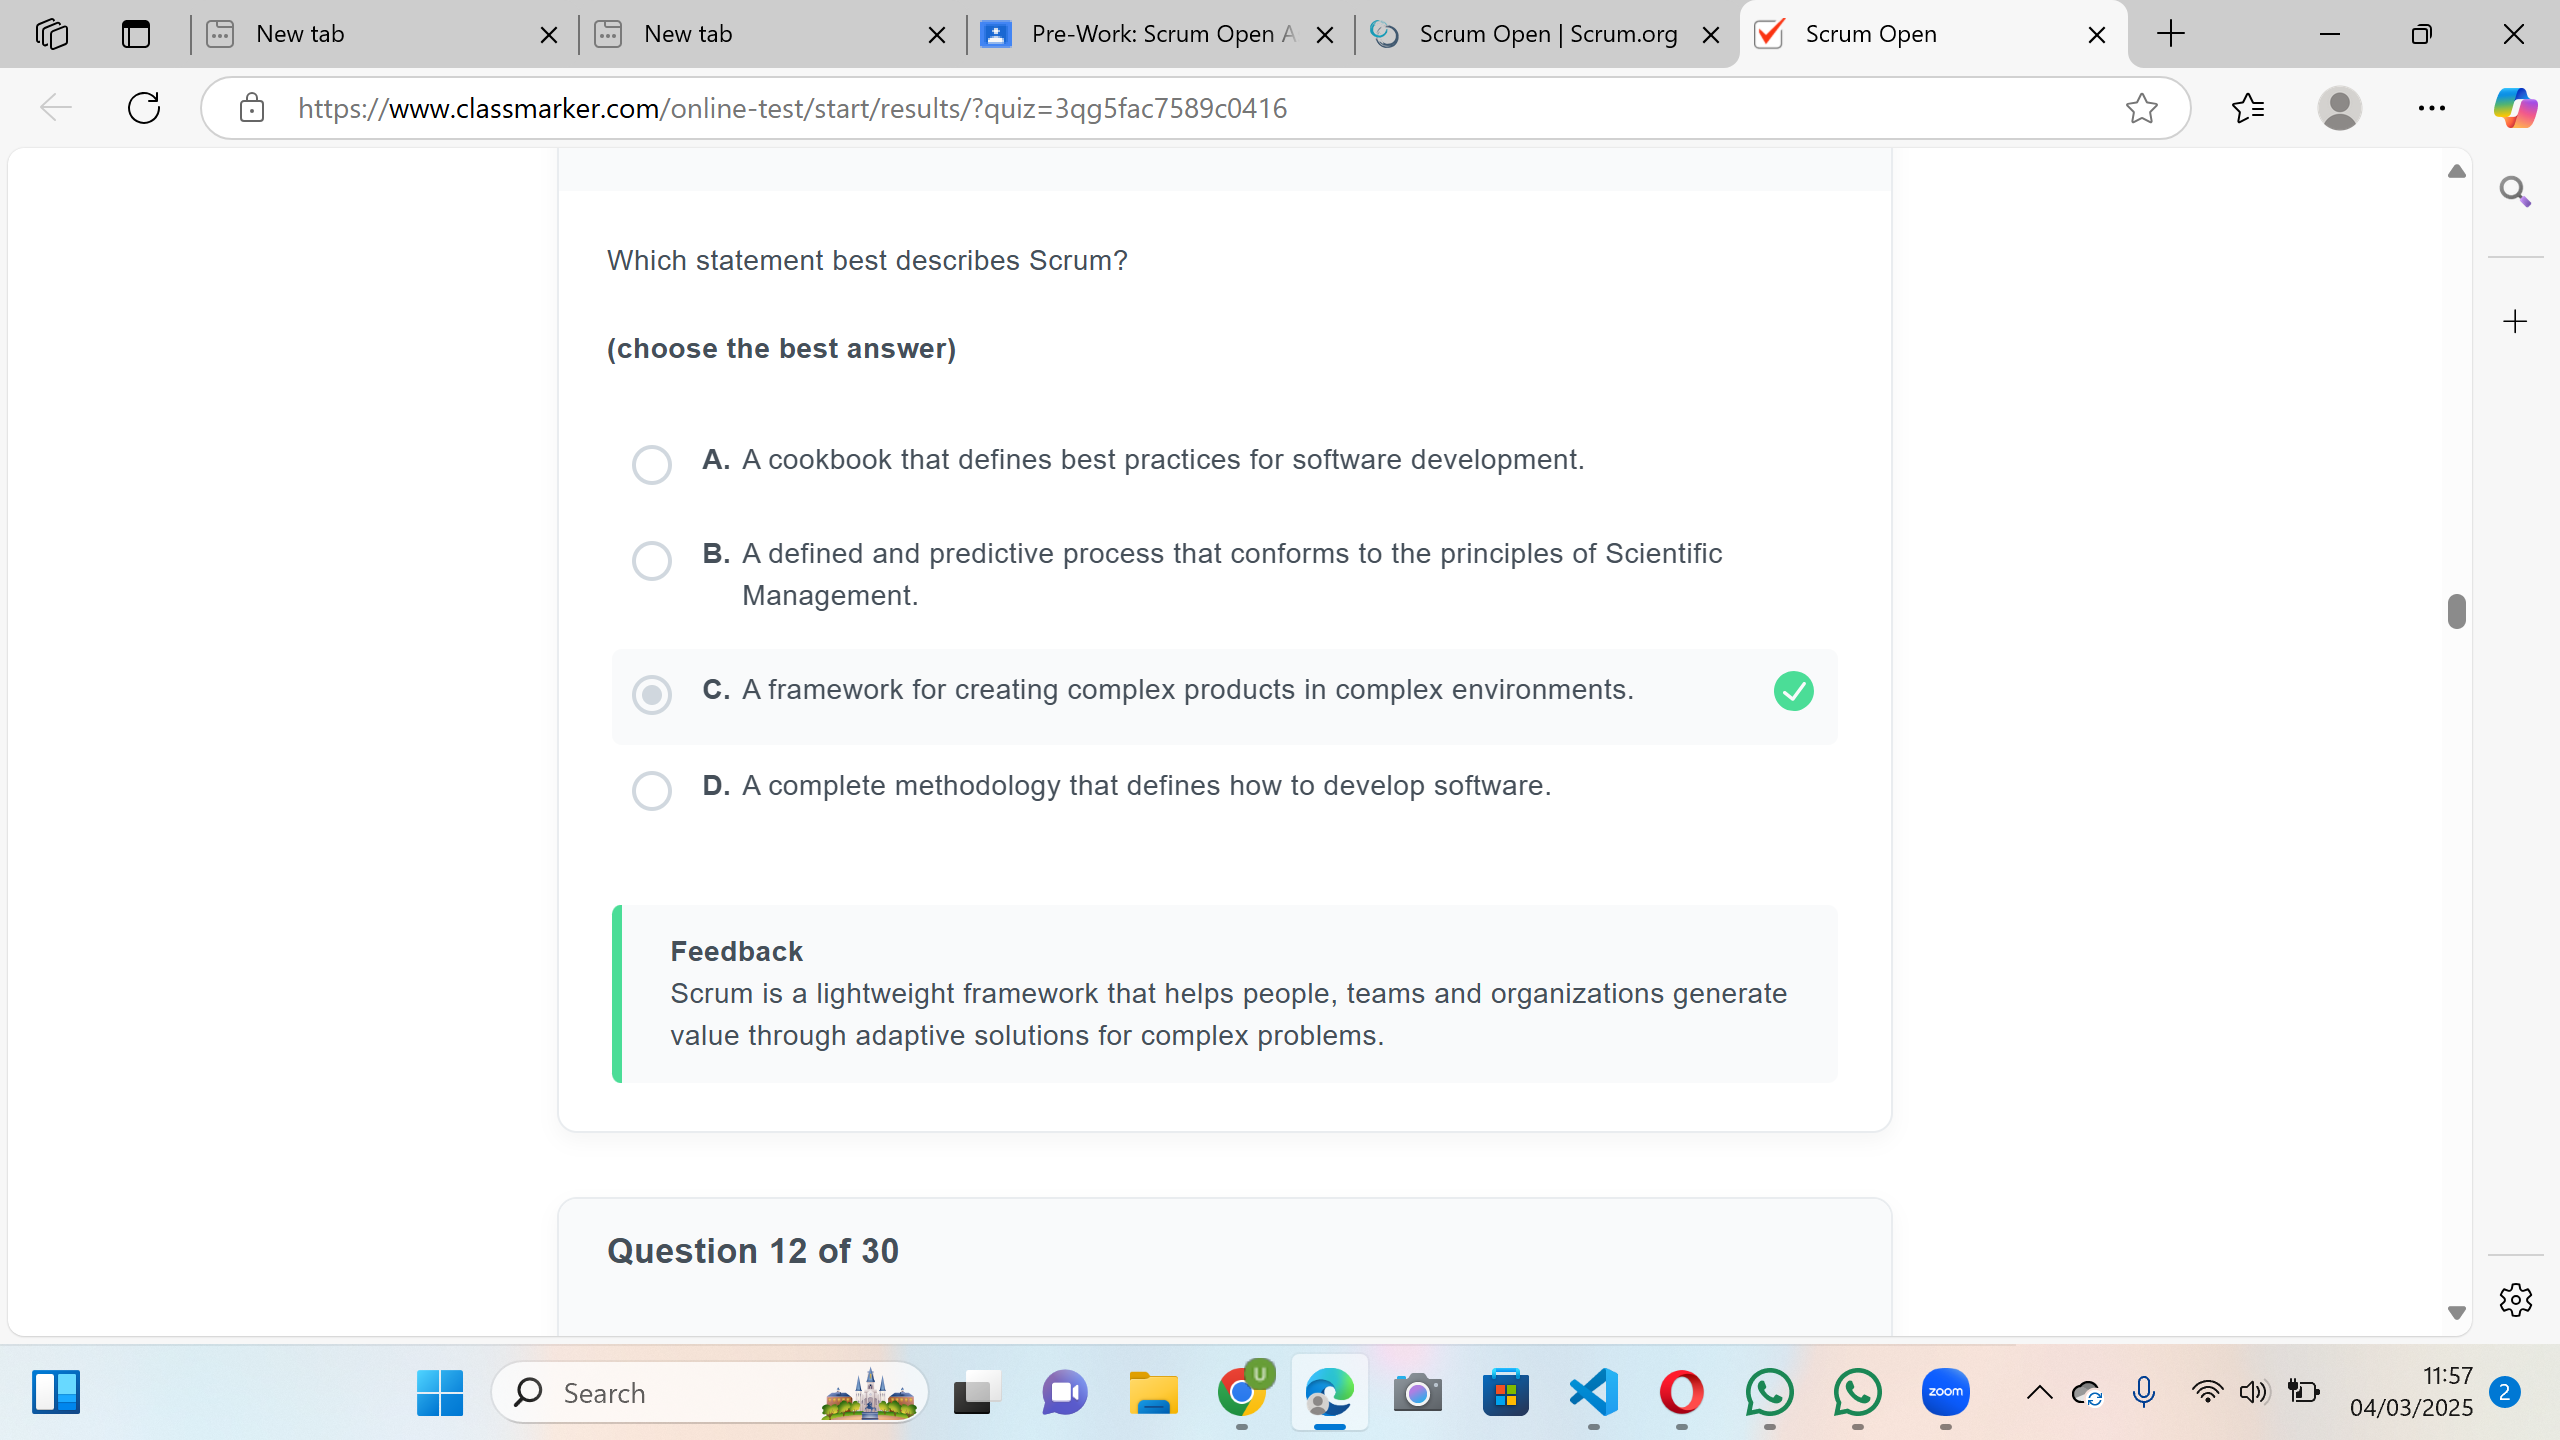 New tab
New tab
Pre-Work: Scrum Open A
Scrum Open | Scrum.org
Scrum Open
https://www.classmarker.com/online-test/start/results/?quiz=3qg5fac7589c0416
Which statement best describes Scrum?
(choose the best answer)
A. A cookbook that defines best practices for software development.
B. A defined and predictive process that conforms to the principles of Scientific
Management.
C. A framework for creating complex products in complex environments.
D. A complete methodology that defines how to develop software.
Feedback
Scrum is a lightweight framework that helps people, teams and organizations generate
value through adaptive solutions for complex problems.
Question 12 of 30
Search
U
zoom
11:57
04/03/2025
2